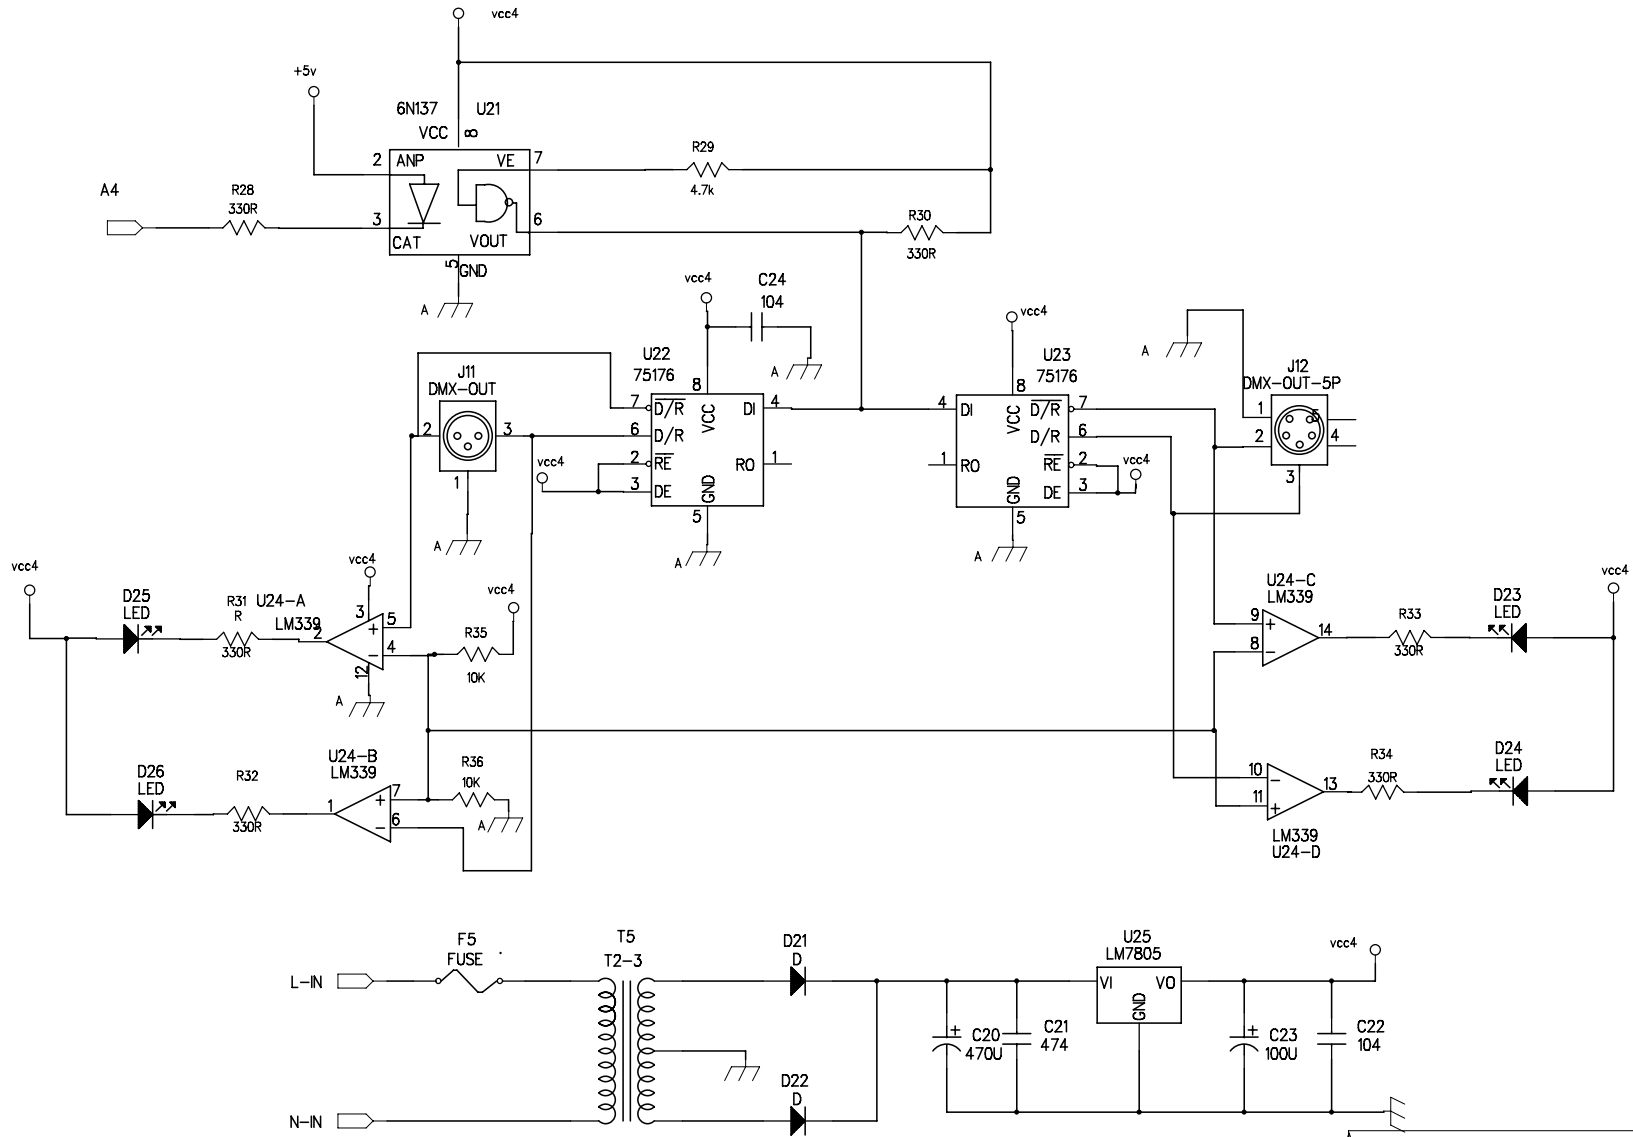 vcc4
+5v
6N137 U21
VCC 8
2 ANP VE 7
R29
4.7k
A4
R28
330R
3
CAT VOUT 6
R30
330R
5 GND
A
vcc4
C24
104
A
vcc4
A
U22
75176
U23
75176
J11
DMX-OUT
J12
DMX-OUT-5P
8
7 D/R VCC DI 4
6 D/R
2 RE RO 1
3 DE GND
5
vcc4
A
8
4 DI VCC D/R 7
D/R 6
1 RO RE 2
GND DE 3
5
vcc4
A
2 3
1
A
1 5
2 4
3
vcc4
D25
LED
R31
R
330R
U24-A
LM339
vcc4
3
5 +
4 -
2
12
A
R35
10K
vcc4
U24-C
LM339
9 +
8 -
14
R33
330R
D23
LED
vcc4
D26
LED
R32
330R
U24-B
LM339
1
7 +
6 -
R36
10K
A
10 -
11 +
13
LM339
U24-D
R34
330R
D24
LED
F5
FUSE
T5
T2-3
D21
D
U25
LM7805
vcc4
L-IN
VI VO
GND
+ C20
470U
C21
474
+ C23
100U
C22
104
D22
D
N-IN